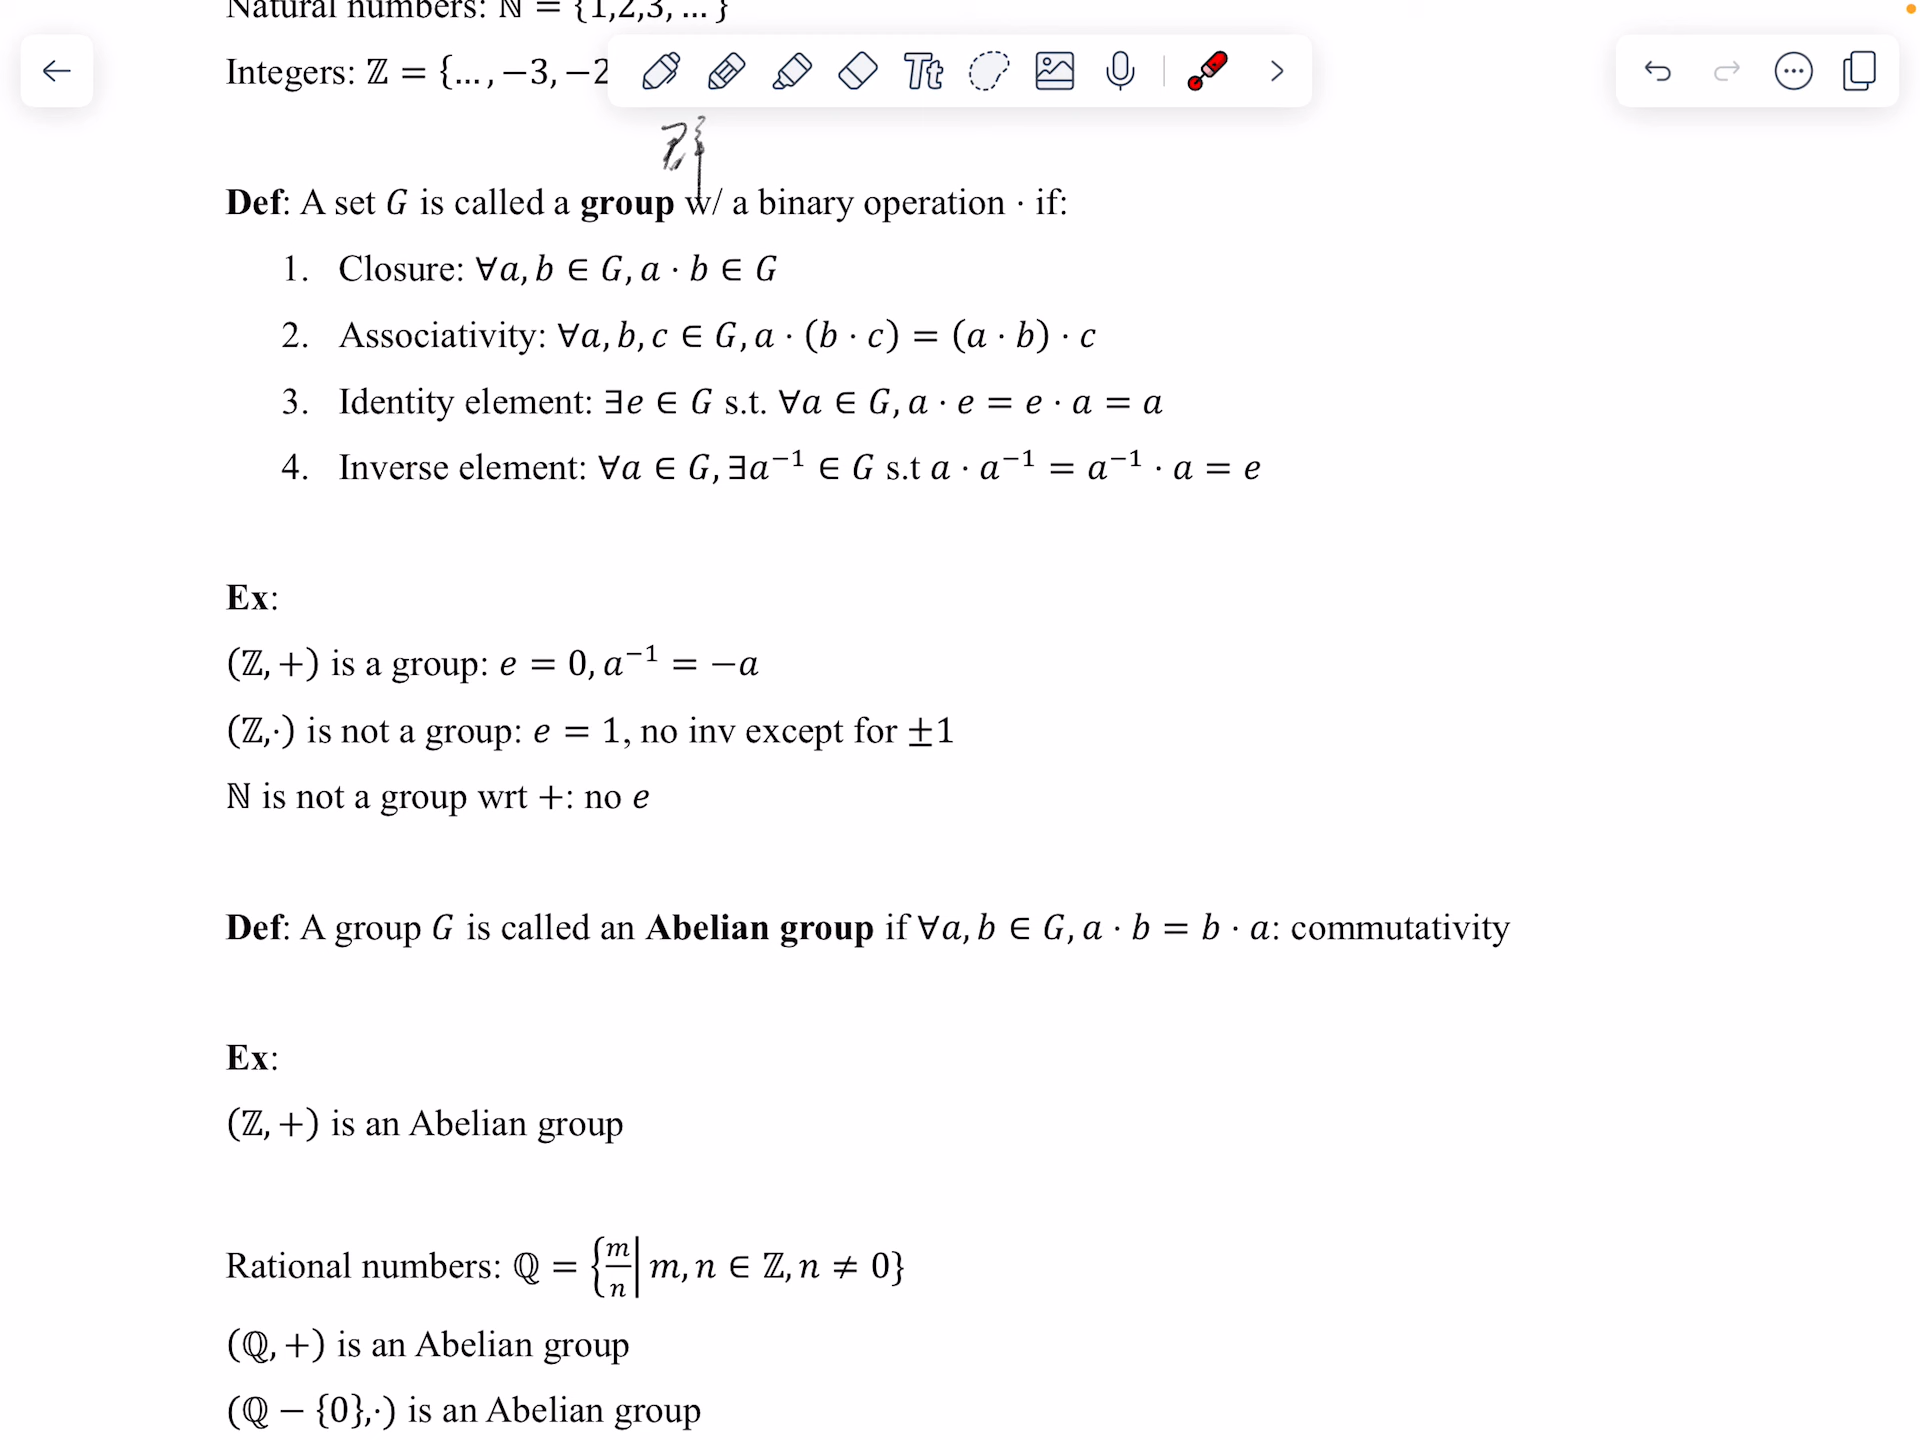 Natural numbers: ℕ = {1,2,3, … }
Integers: ℤ = {… , −3, −2
Tt
Def: A set G is called a group w/ a binary operation · if:
1. Closure: ∀a, b ∈ G, a · b ∈ G
2. Associativity: ∀a, b, c ∈ G, a · (b · c) = (a · b) · c
3. Identity element: ∃e ∈ G s.t. ∀a ∈ G, a · e = e · a = a
4. Inverse element: ∀a ∈ G, ∃a⁻¹ ∈ G s.t a · a⁻¹ = a⁻¹ · a = e
Ex:
(ℤ, +) is a group: e = 0, a⁻¹ = −a
(ℤ,·) is not a group: e = 1, no inv except for ±1
ℕ is not a group wrt +: no e
Def: A group G is called an Abelian group if ∀a, b ∈ G, a · b = b · a: commutativity
Ex:
(ℤ, +) is an Abelian group
Rational numbers: ℚ = {m/n | m, n ∈ ℤ, n ≠ 0}
(ℚ, +) is an Abelian group
(ℚ − {0},·) is an Abelian group